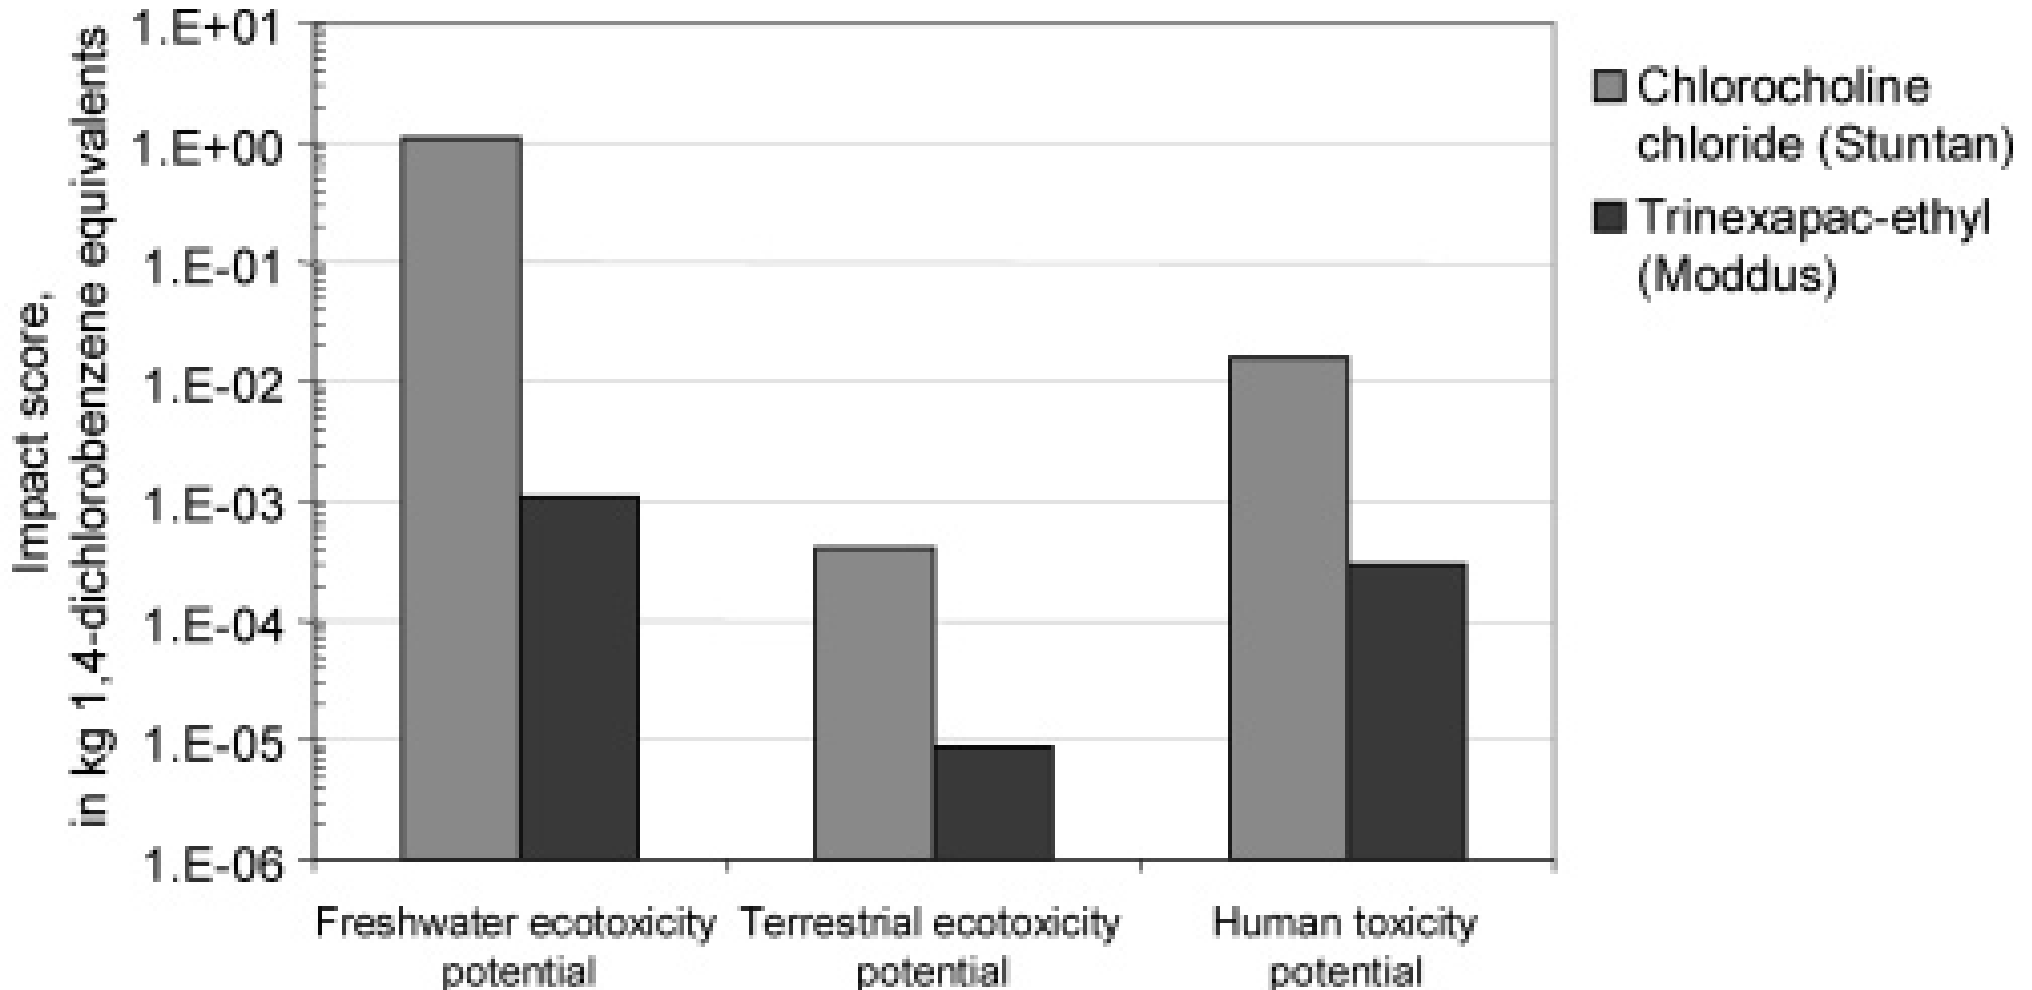 Impact score,
in kg 1,4-dichlorobenzene equivalents
1.E+01
1.E+00
1.E-01
1.E-02
1.E-03
1.E-04
1.E-05
1.E-06
Freshwater ecotoxicity
potential
Terrestrial ecotoxicity
potential
Human toxicity
potential
Chlorocholine
chloride (Stuntan)
Trinexapac-ethyl
(Moddus)